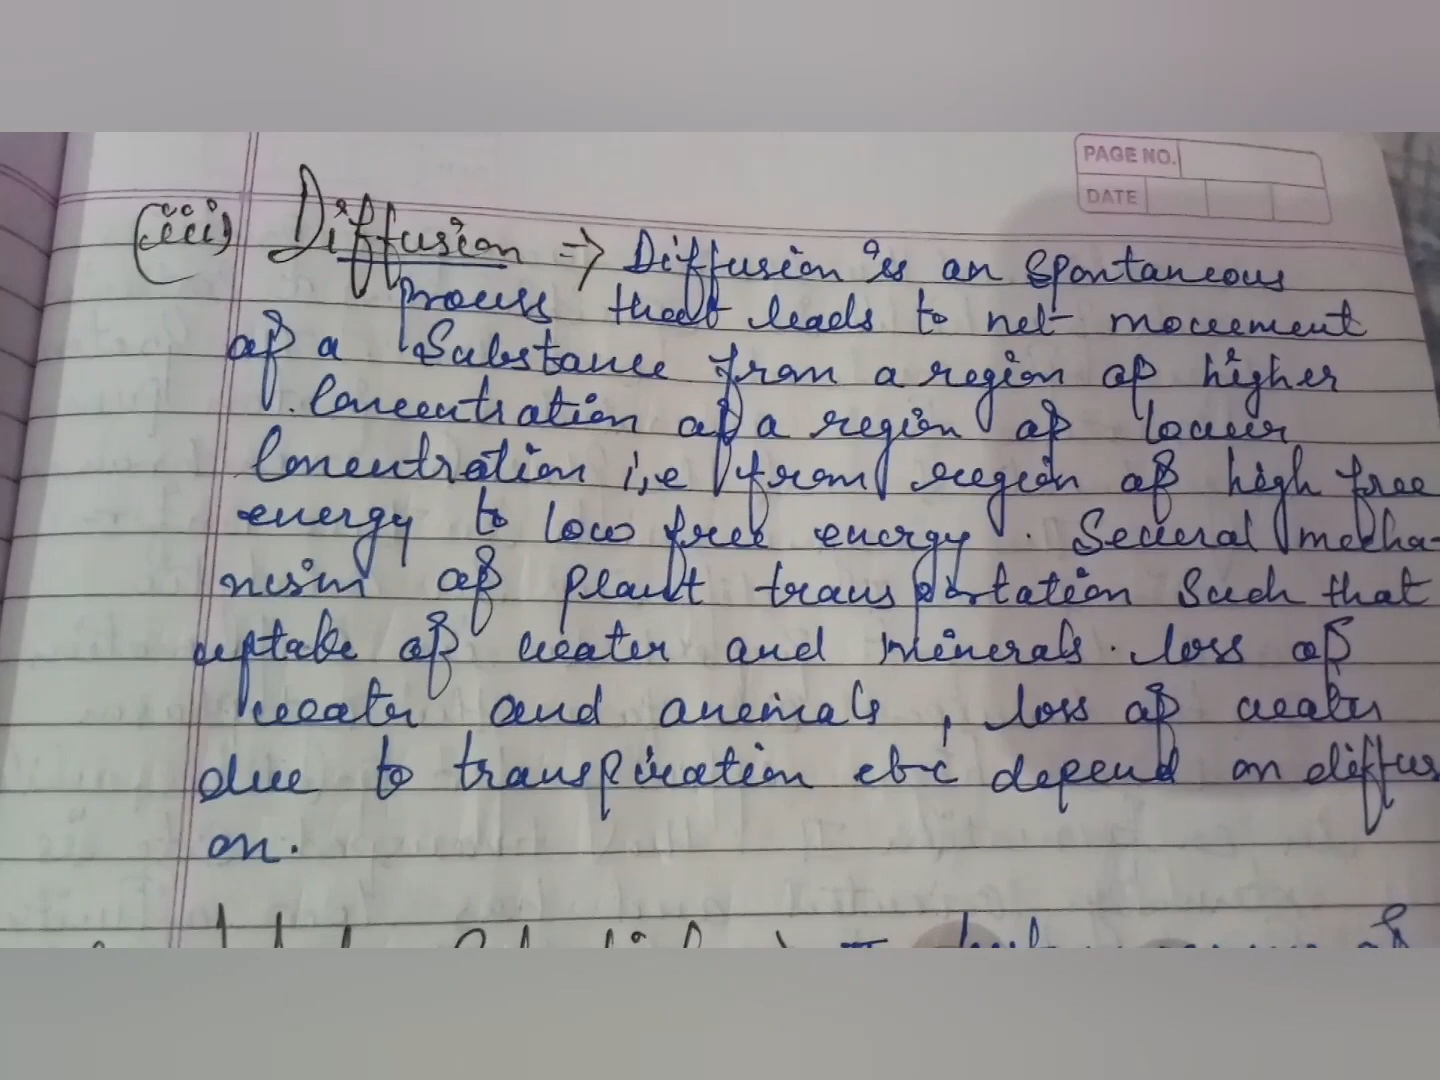 PAGE NO.
DATE
(iii) Diffusion => Diffusion is an spontaneous
process that leads to net movement
of a Substance from a region of higher
Concentration of a region of lower
Concentration i,e from region of high free
energy to low free energy. Several mecha-
nism of plant transportation Such that
uptake of water and minerals. loss of
water and animals, loss of water
due to transpiration etc depend on diffus
on.